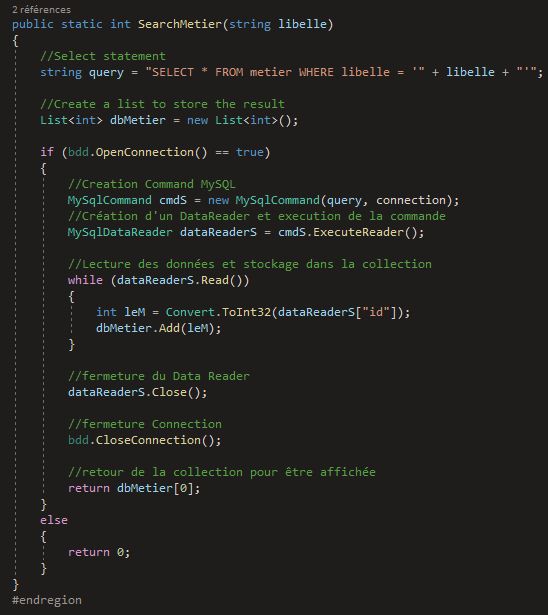 2 références
public static int SearchMetier(string libelle)
{
//Select statement
string query = "SELECT * FROM metier WHERE libelle = '" + libelle + "'";
//Create a list to store the result
List<int> dbMetier = new List<int>();
if (bdd.OpenConnection() == true)
{
//Creation Command MySQL
MySqlCommand cmdS = new MySqlCommand(query, connection);
//Création d'un DataReader et execution de la commande
MySqlDataReader dataReaderS = cmdS.ExecuteReader();
//Lecture des données et stockage dans la collection
while (dataReaderS.Read())
{
int leM = Convert.ToInt32(dataReaderS["id"]);
dbMetier.Add(leM);
}
//fermeture du Data Reader
dataReaderS.Close();
//fermeture Connection
bdd.CloseConnection();
//retour de la collection pour être affichée
return dbMetier[0];
}
else
{
return 0;
}
}
#endregion